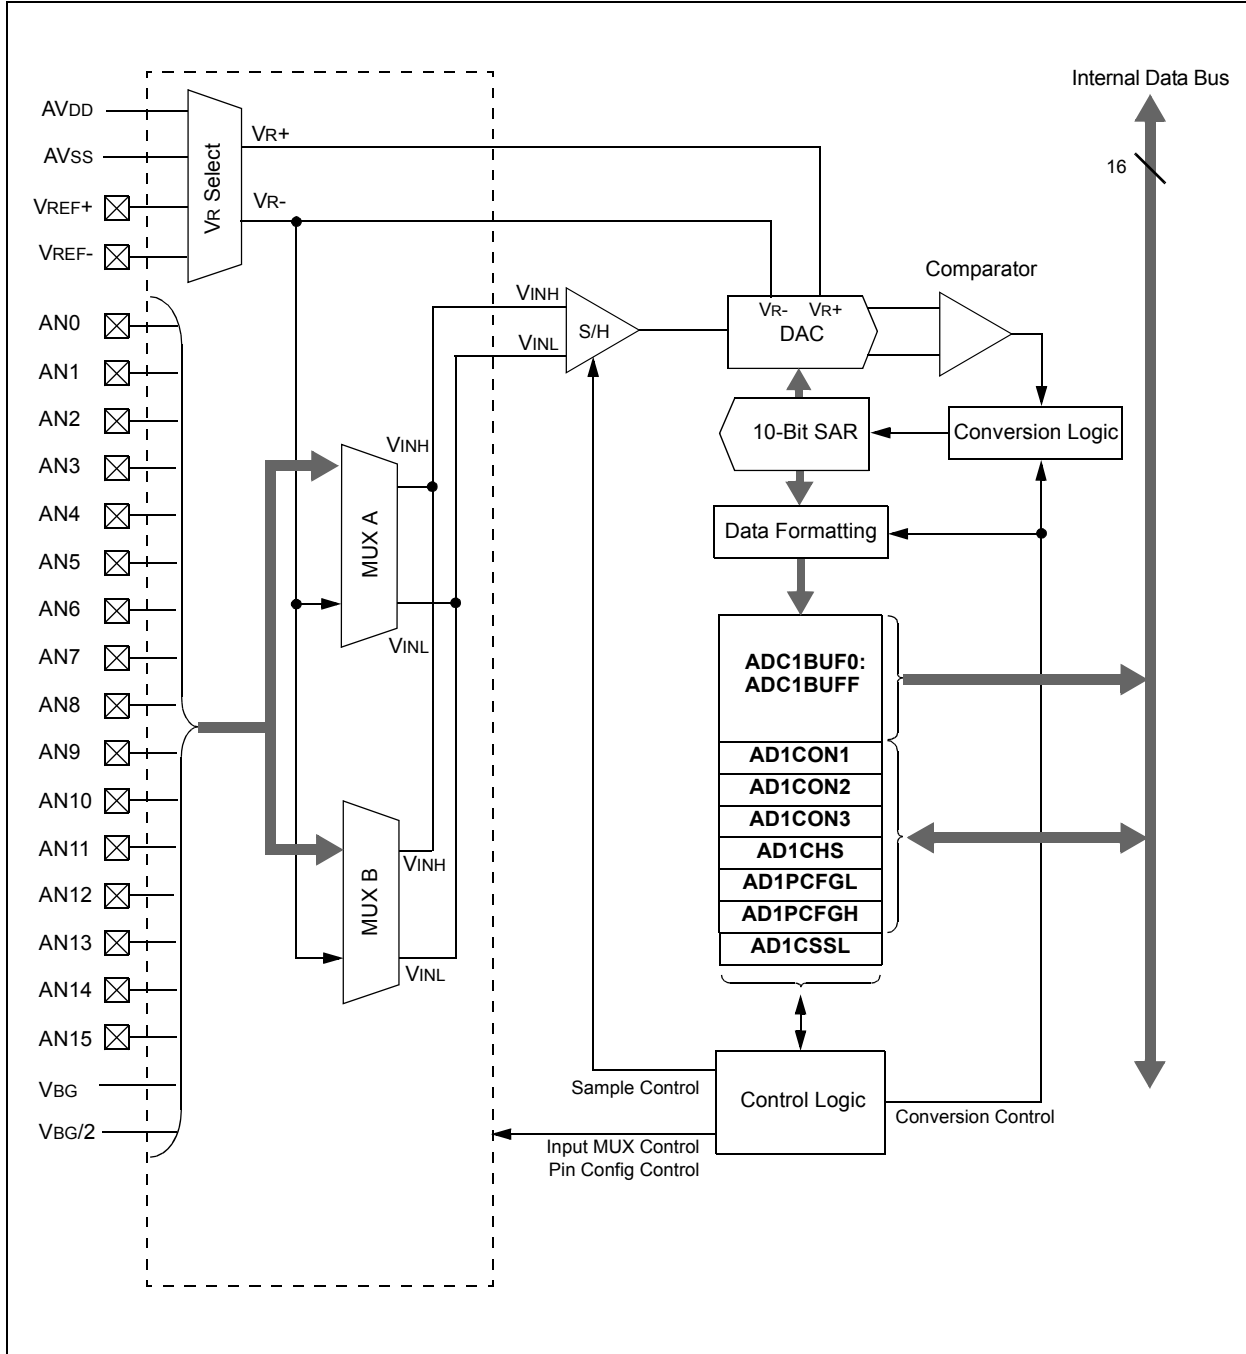 Internal Data Bus
16
AVDD
AVSS
VREF+
VREF-
VR Select
VR+
VR-
AN0
AN1
AN2
AN3
AN4
AN5
AN6
AN7
AN8
AN9
AN10
AN11
AN12
AN13
AN14
AN15
VBG
VBG/2
MUX A
VINH
VINL
MUX B
VINH
VINL
VINH
VINL
S/H
VR- VR+
DAC
Comparator
10-Bit SAR
Conversion Logic
Data Formatting
ADC1BUF0:
ADC1BUFF
AD1CON1
AD1CON2
AD1CON3
AD1CHS
AD1PCFGL
AD1PCFGH
AD1CSSL
Control Logic
Sample Control
Conversion Control
Input MUX Control
Pin Config Control